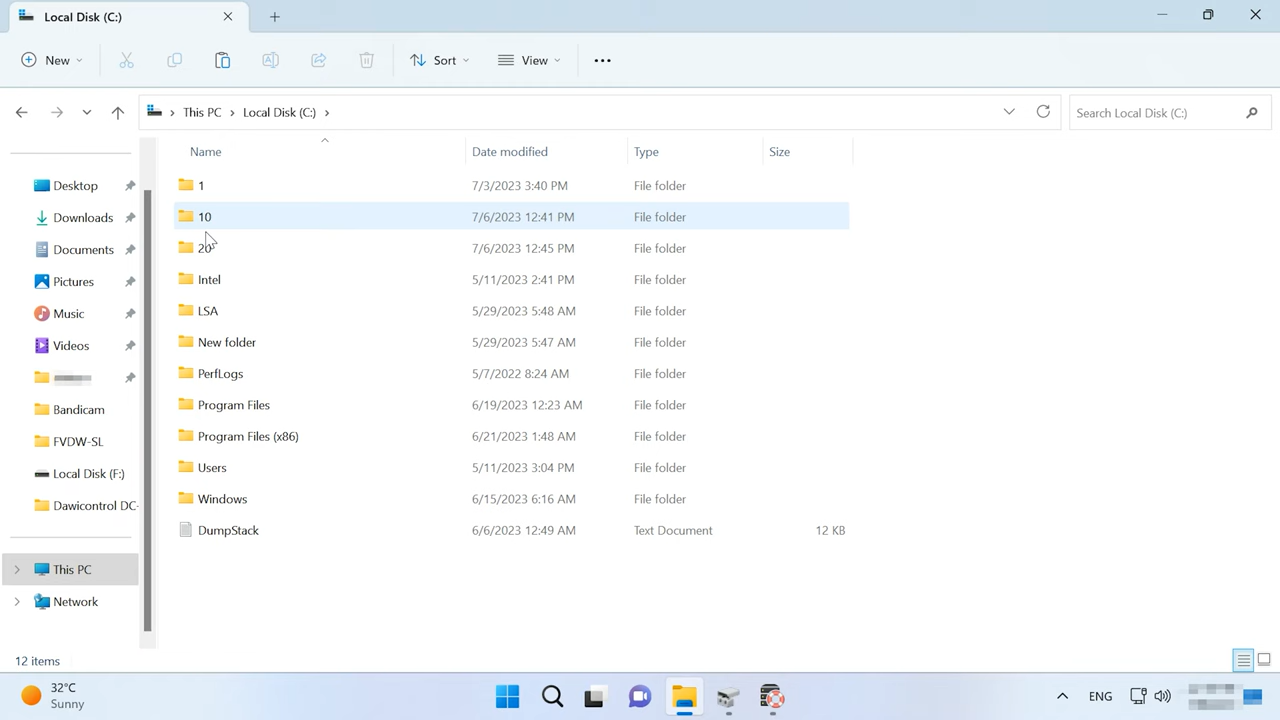 Local Disk (C:)
New Sort View
This PC Local Disk (C:) Search Local Disk (C:)
Name Date modified Type Size
Desktop 1 7/3/2023 3:40 PM File folder
Downloads 10 7/6/2023 12:41 PM File folder
Documents 20 7/6/2023 12:45 PM File folder
Pictures Intel 5/11/2023 2:41 PM File folder
Music LSA 5/29/2023 5:48 AM File folder
Videos New folder 5/29/2023 5:47 AM File folder
PerfLogs 5/7/2022 8:24 AM File folder
Bandicam Program Files 6/19/2023 12:23 AM File folder
FVDW-SL Program Files (x86) 6/21/2023 1:48 AM File folder
Local Disk (F:) Users 5/11/2023 3:04 PM File folder
Dawicontrol DC- Windows 6/15/2023 6:16 AM File folder
DumpStack 6/6/2023 12:49 AM Text Document 12 KB
This PC
Network
12 items
32°C
Sunny
ENG